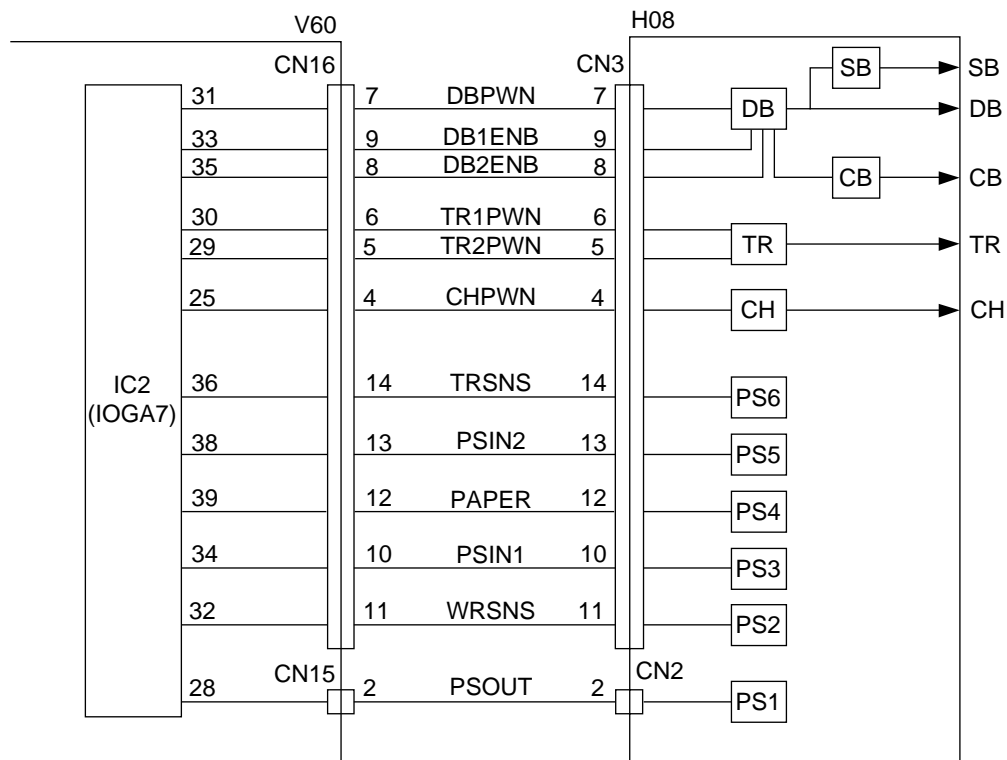 V60 H08
CN16 CN3 SB SB
31 7 DBPWN 7 DB DB
33 9 DB1ENB 9
35 8 DB2ENB 8 CB CB
30 6 TR1PWN 6
29 5 TR2PWN 5 TR TR
25 4 CHPWN 4 CH CH
IC2
(IOGA7)
36 14 TRSNS 14 PS6
38 13 PSIN2 13 PS5
39 12 PAPER 12 PS4
34 10 PSIN1 10 PS3
32 11 WRSNS 11 PS2
CN15 CN2
28 2 PSOUT 2 PS1